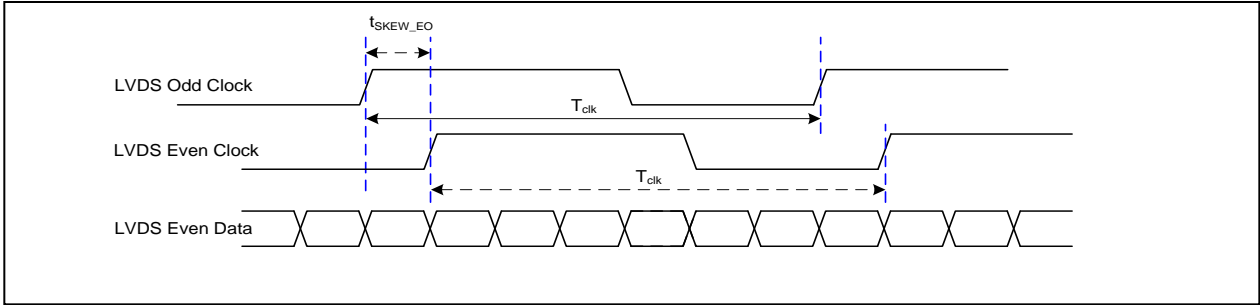 tSKEW_EO
LVDS Odd Clock
Tclk
LVDS Even Clock
Tclk
LVDS Even Data